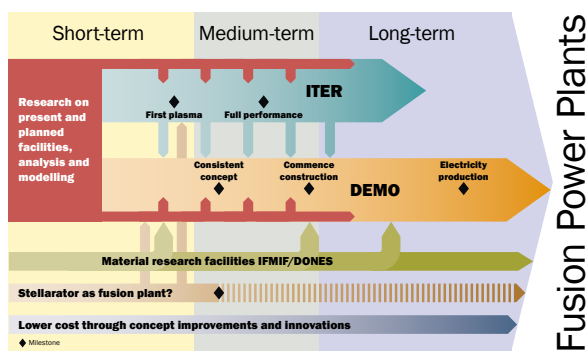 Short-term
Medium-term
Long-term
Research on
present and
planned
facilities,
analysis and
modelling
ITER
First plasma
Full performance
Consistent
concept
Commence
construction
Electricity
production
DEMO
Material research facilities IFMIF/DONES
Stellarator as fusion plant?
Lower cost through concept improvements and innovations
Milestone
Fusion Power Plants